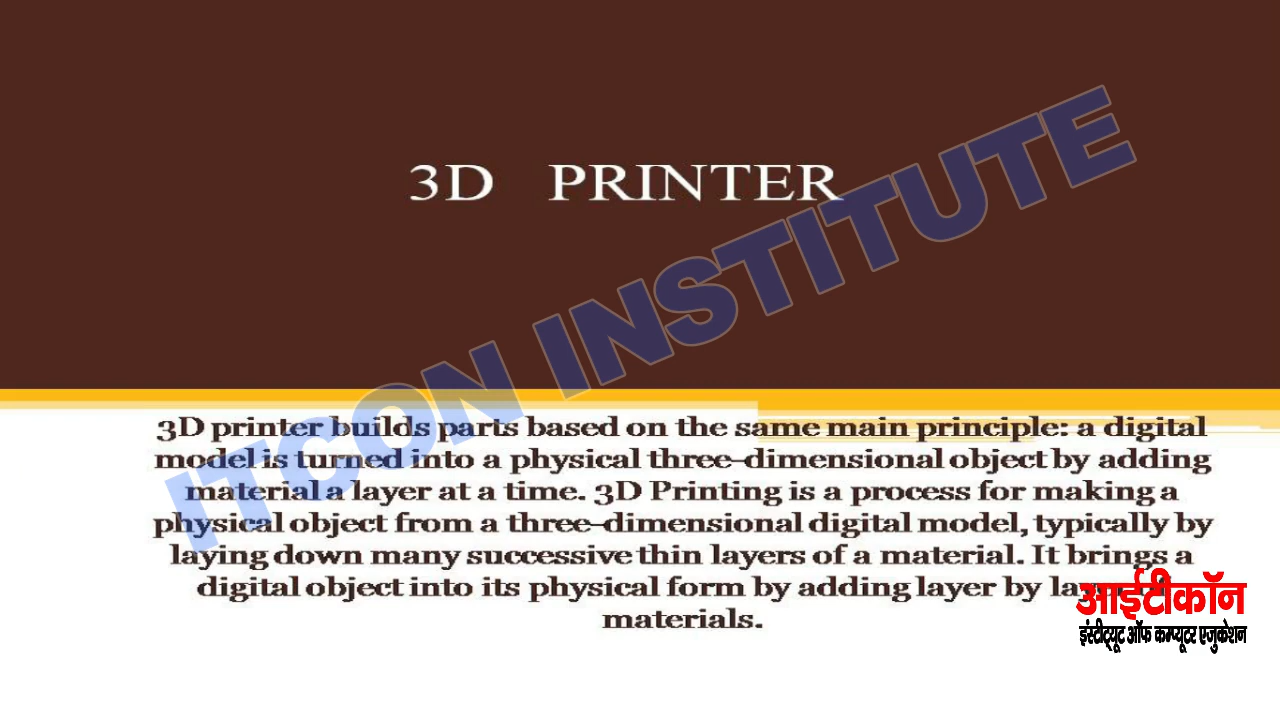 3D PRINTER
ITCON INSTITUTE
3D printer builds parts based on the same main principle: a digital
model is turned into a physical three-dimensional object by adding
material a layer at a time. 3D Printing is a process for making a
physical object from a three-dimensional digital model, typically by
laying down many successive thin layers of a material. It brings a
digital object into its physical form by adding layer by
materials.
आईटीकॉन
इंस्टीट्यूट ऑफ कम्प्यूटर एजुकेशन